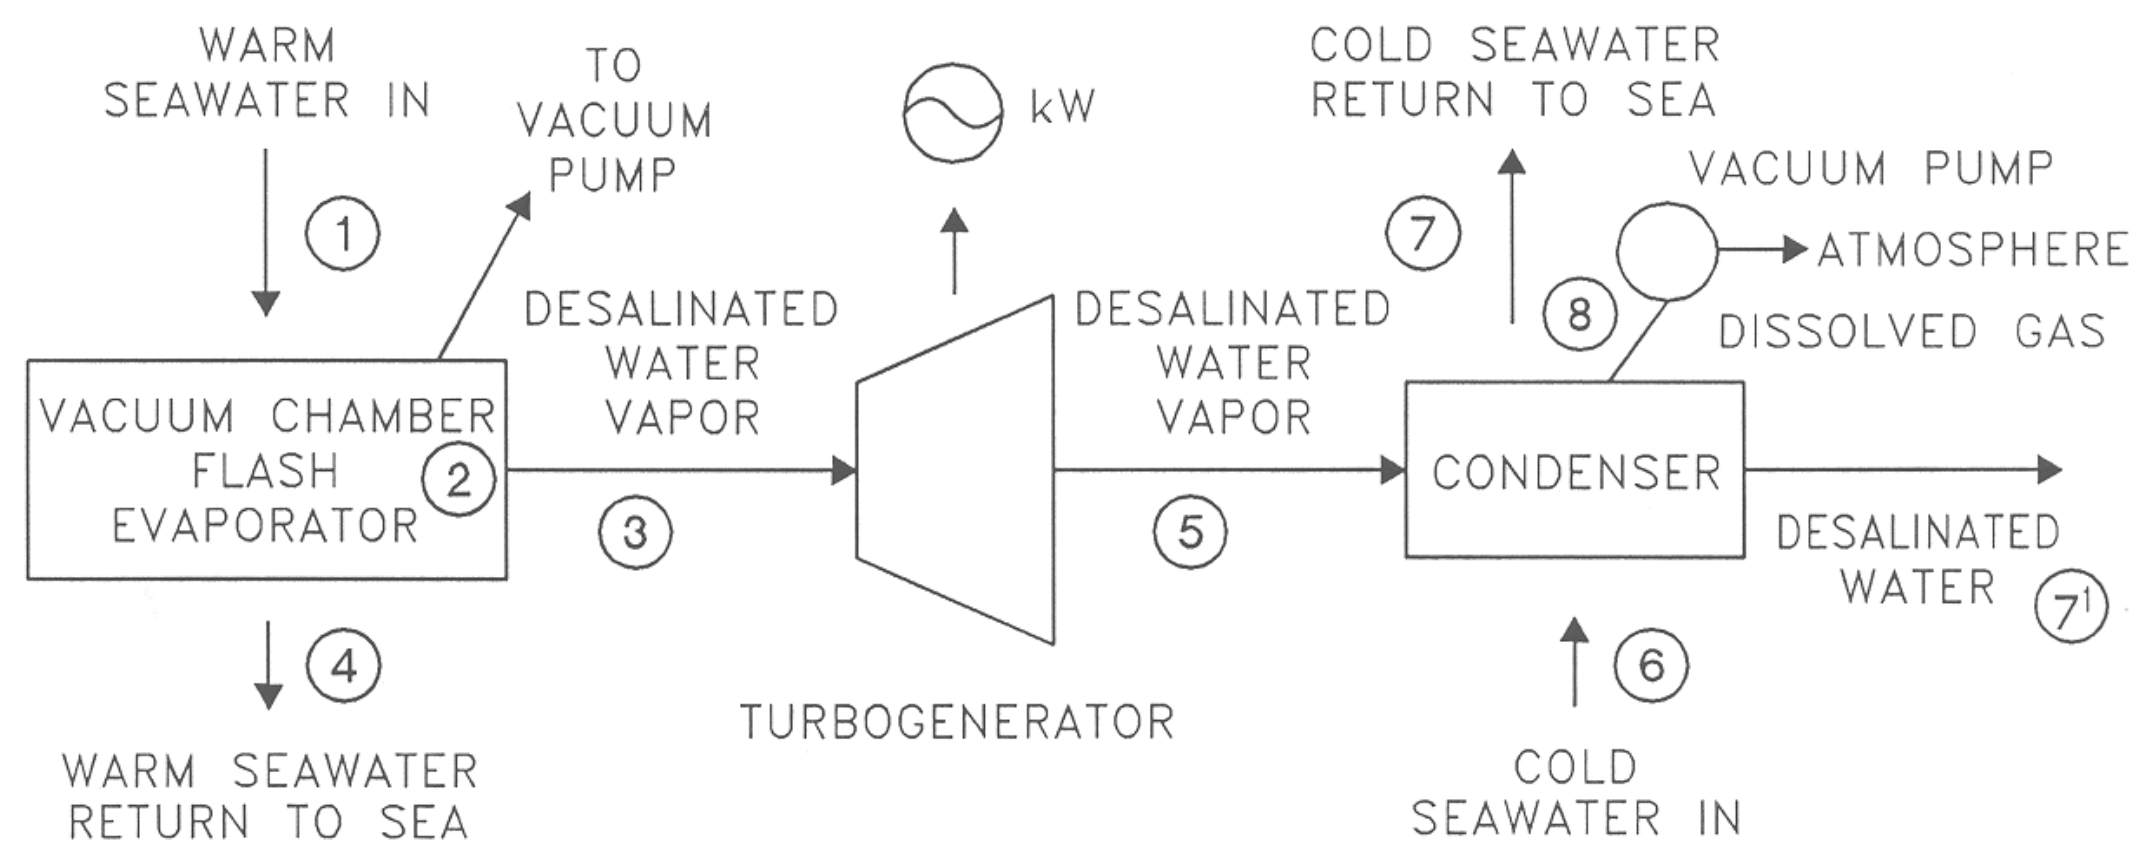 WARM
SEAWATER IN
1
TO
VACUUM
PUMP
kW
COLD SEAWATER
RETURN TO SEA
7
VACUUM PUMP
ATMOSPHERE
8
DISSOLVED GAS
VACUUM CHAMBER
FLASH
EVAPORATOR
2
DESALINATED
WATER
VAPOR
3
DESALINATED
WATER
VAPOR
5
CONDENSER
DESALINATED
WATER
7¹
4
WARM SEAWATER
RETURN TO SEA
TURBOGENERATOR
6
COLD
SEAWATER IN